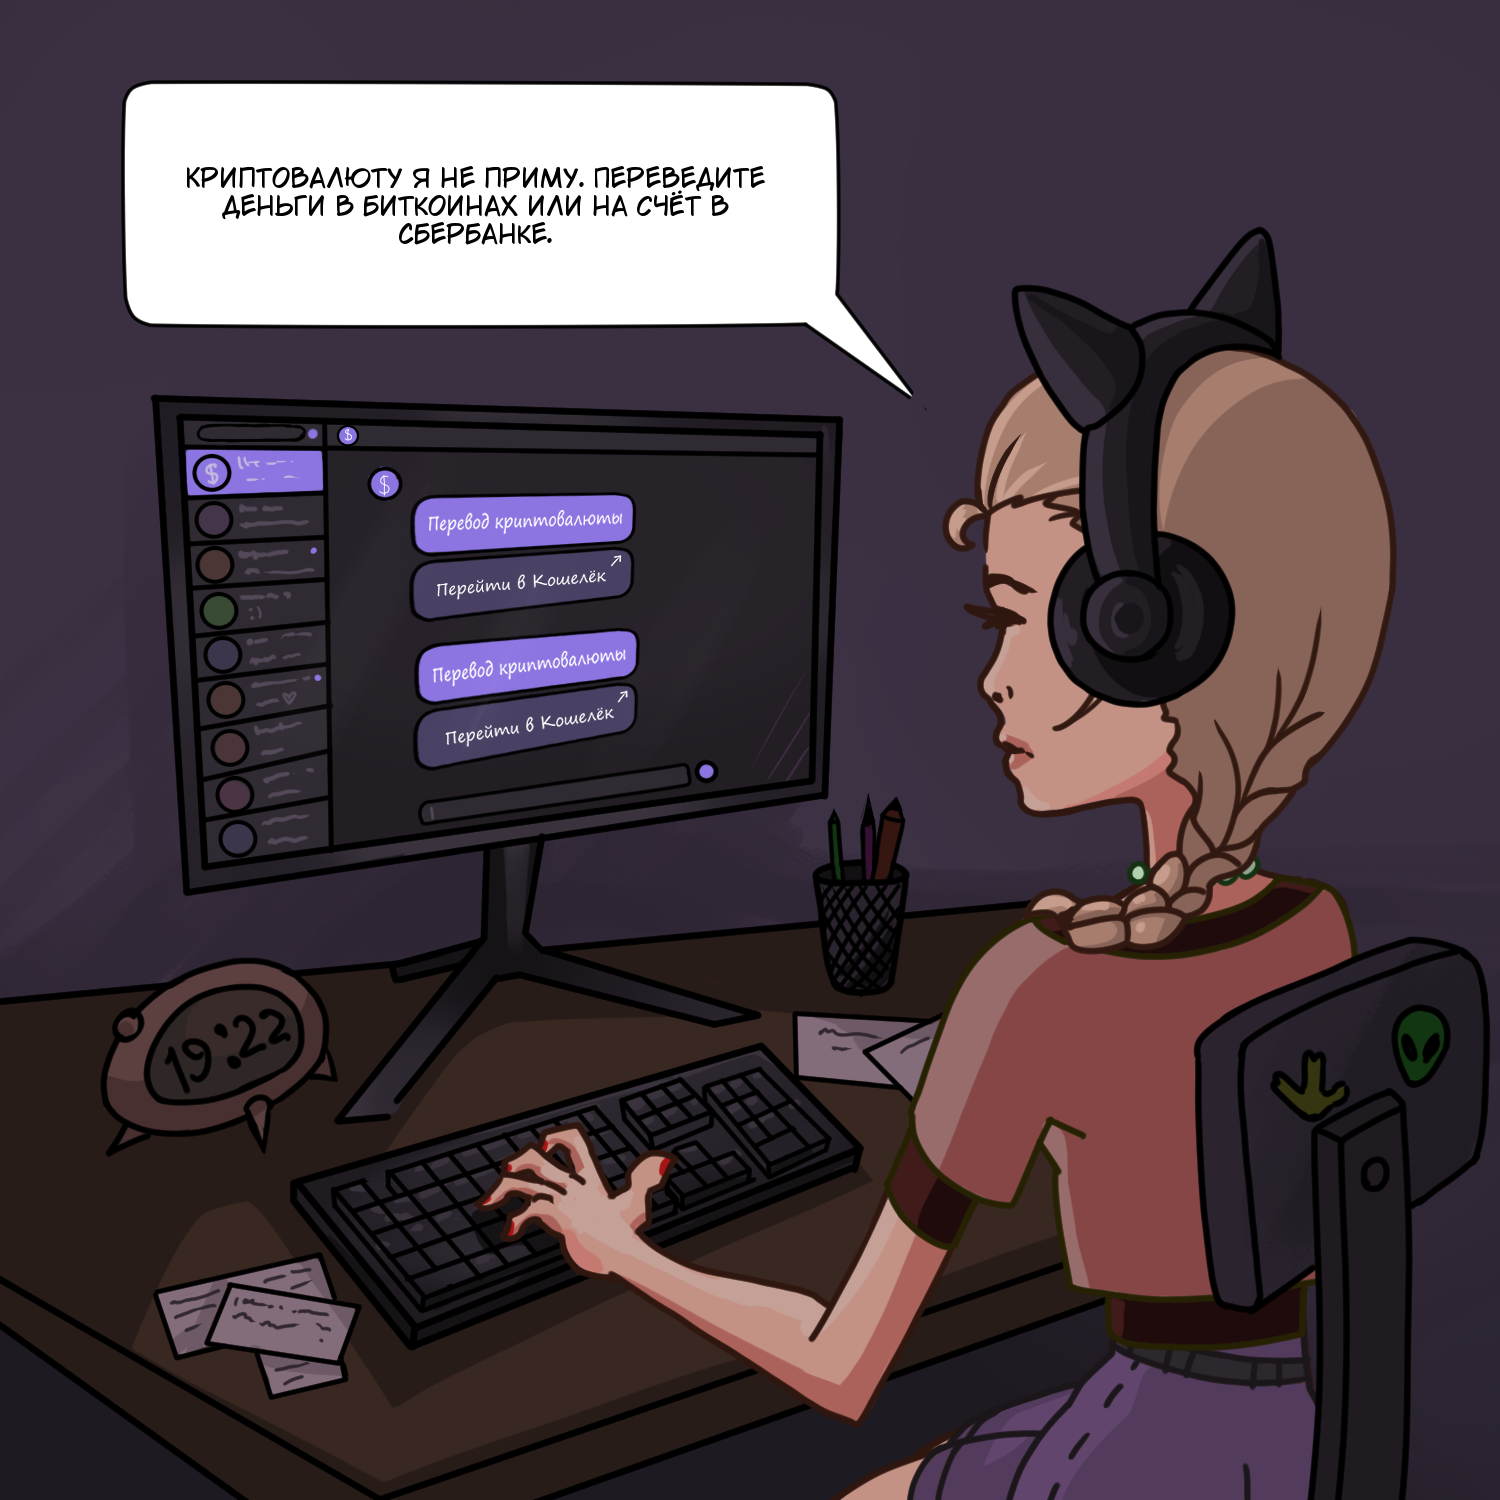 КРИПТОВАЛЮТУ Я НЕ ПРИМУ. ПЕРЕВЕДИТЕ
ДЕНЬГИ В БИТКОИНАХ ИЛИ НА СЧЁТ В
СБЕРБАНКЕ.
$
$
$
Перевод криптовалюты
Перейти в Кошелёк
:)
Перевод криптовалюты
Перейти в Кошелёк
19:22